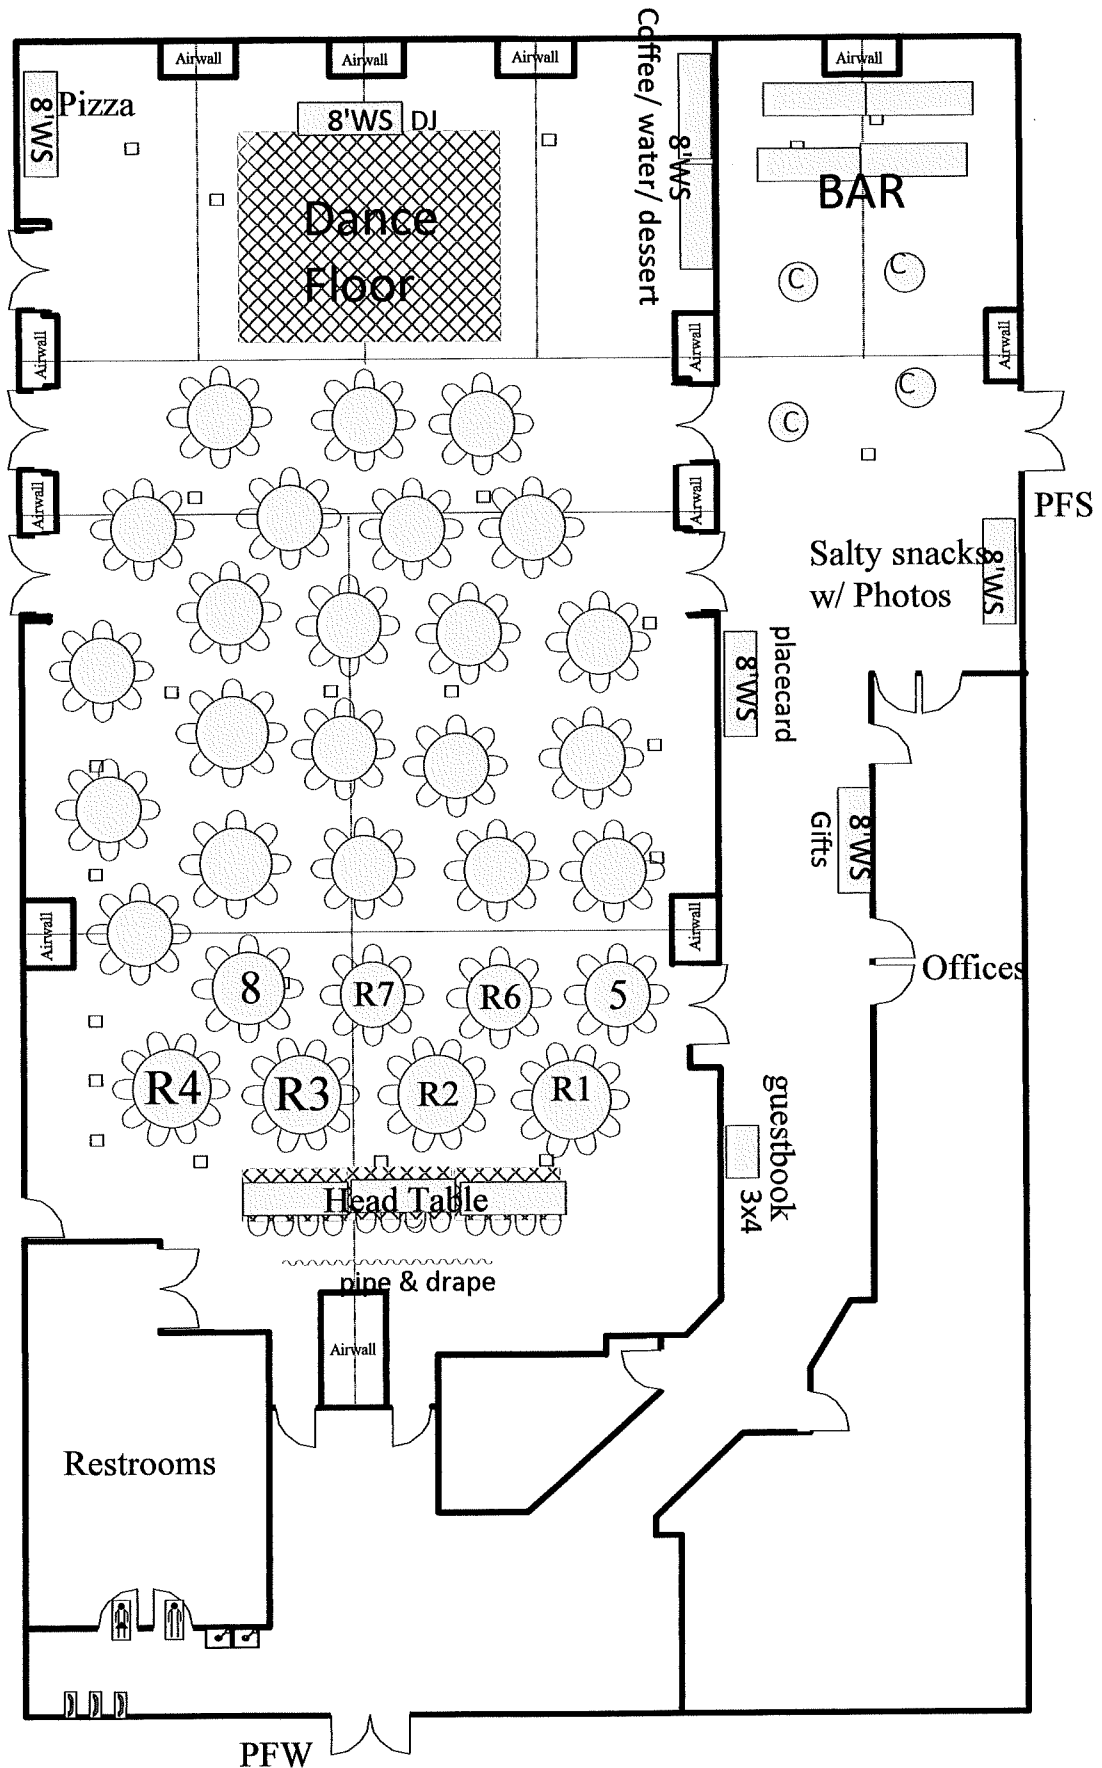 Airwall
Airwall
Airwall
Airwall
Coffee/ water/ dessert
8'WS
Pizza
8'WS
DJ
8'WS
BAR
Dance
Floor
C
C
Airwall
Airwall
Airwall
C
C
Airwall
Airwall
PFS
Salty snacks
w/ Photos
8'WS
placecard
8'WS
Gifts
8'WS
Airwall
Airwall
Offices
8
R7
R6
5
R4
R3
R2
R1
guestbook
3x4
Head Table
pipe & drape
Airwall
Restrooms
PFW